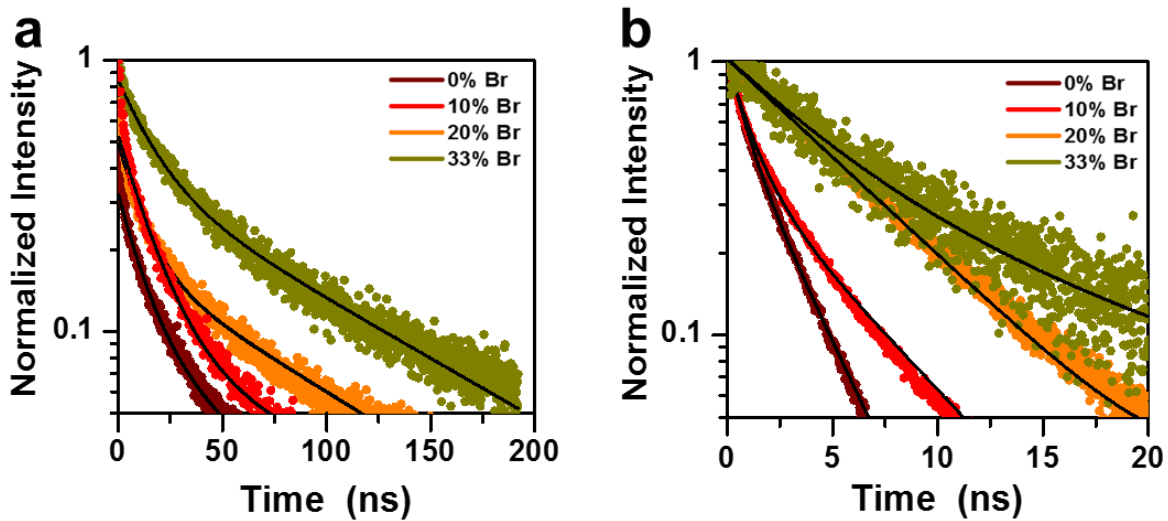 a
1
0.1
Normalized Intensity
0% Br
10% Br
20% Br
33% Br
0 50 100 150 200
Time (ns)
b
1
0.1
Normalized Intensity
0% Br
10% Br
20% Br
33% Br
0 5 10 15 20
Time (ns)